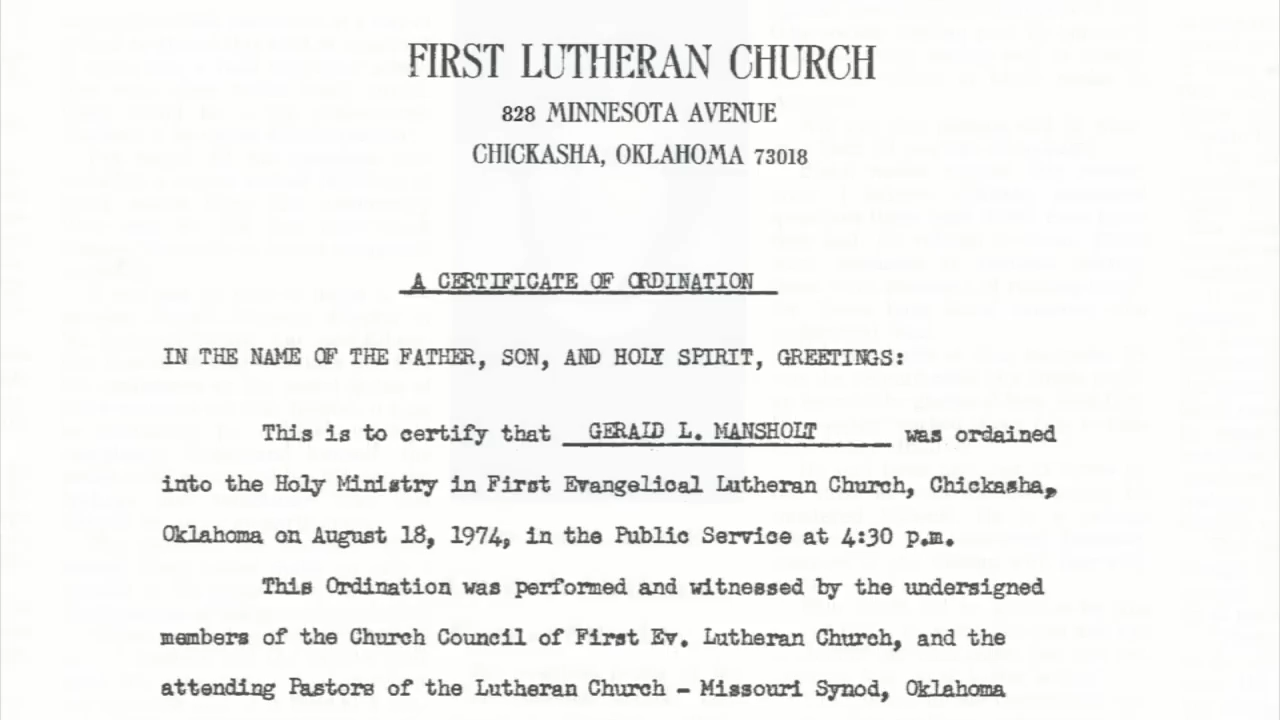 FIRST LUTHERAN CHURCH
828 MINNESOTA AVENUE
CHICKASHA, OKLAHOMA 73018
A CERTIFICATE OF ORDINATION
IN THE NAME OF THE FATHER, SON, AND HOLY SPIRIT, GREETINGS:
This is to certify that GERALD L. MANSHOLT was ordained
into the Holy Ministry in First Evangelical Lutheran Church, Chickasha,
Oklahoma on August 18, 1974, in the Public Service at 4:30 p.m.
This Ordination was performed and witnessed by the undersigned
members of the Church Council of First Ev. Lutheran Church, and the
attending Pastors of the Lutheran Church - Missouri Synod, Oklahoma